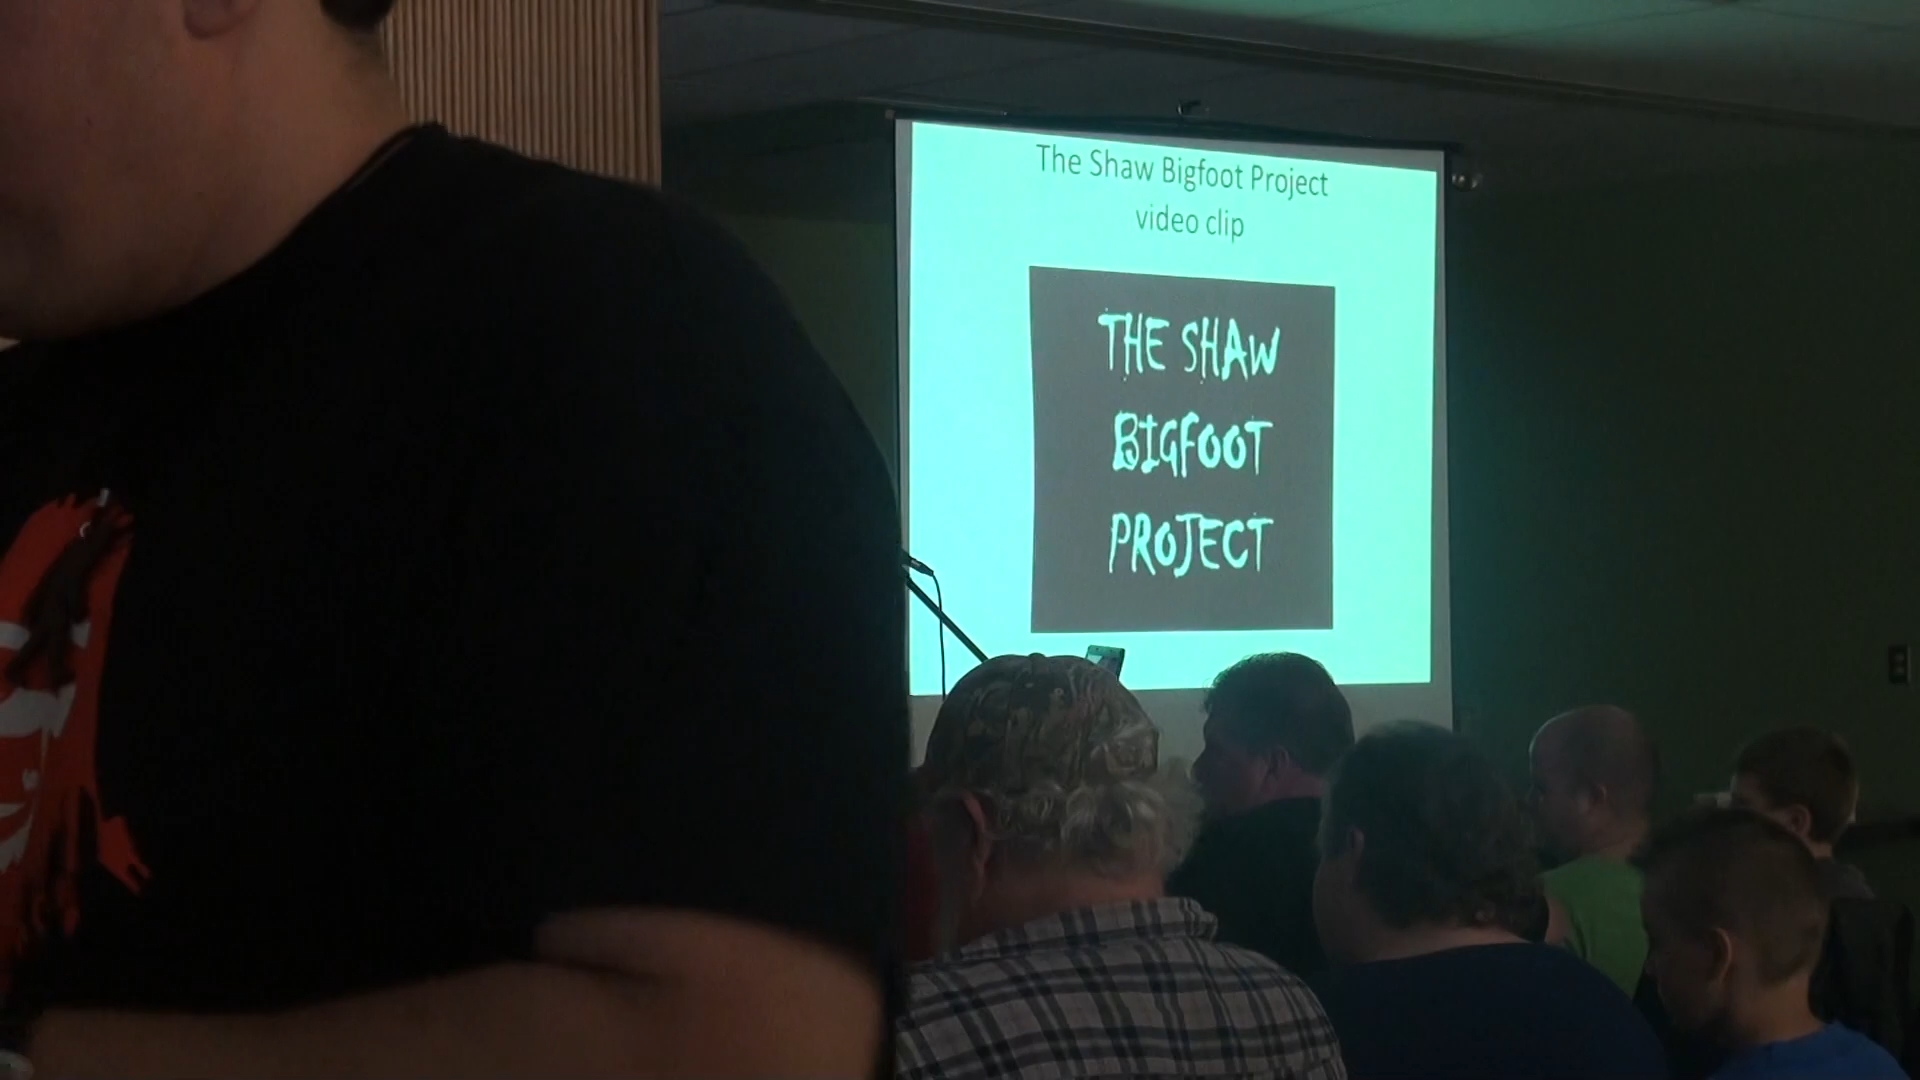 The Shaw Bigfoot Project
video clip
THE SHAW
BIGFOOT
PROJECT